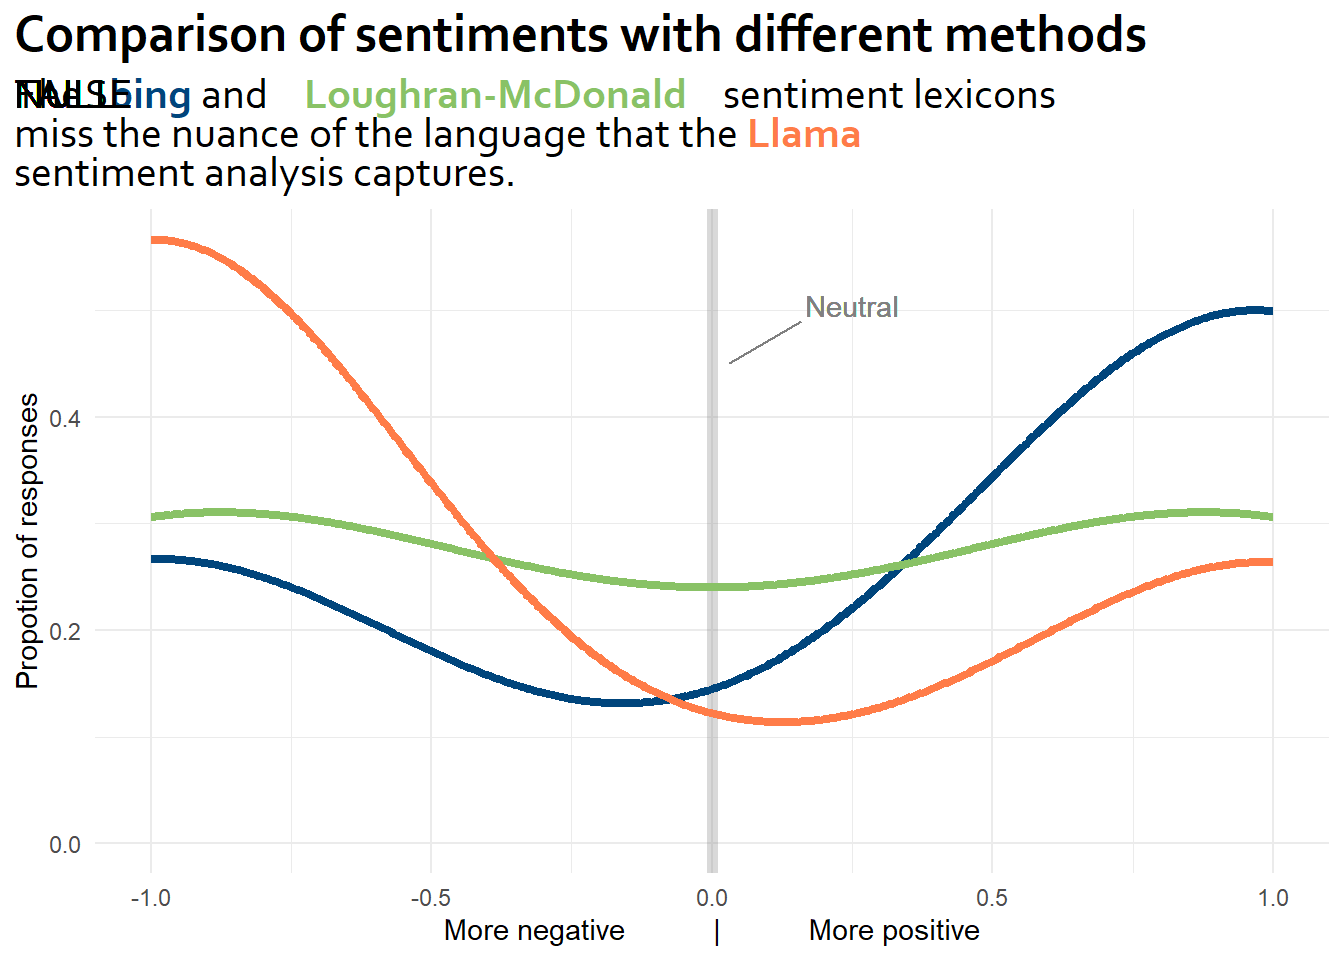 Comparison of sentiments with different methods
bing and Loughran-McDonald sentiment lexicons
miss the nuance of the language that the Llama
sentiment analysis captures.
Neutral
Propotion of responses
0.4
0.2
0.0
-1.0 -0.5 0.0 0.5 1.0
More negative | More positive